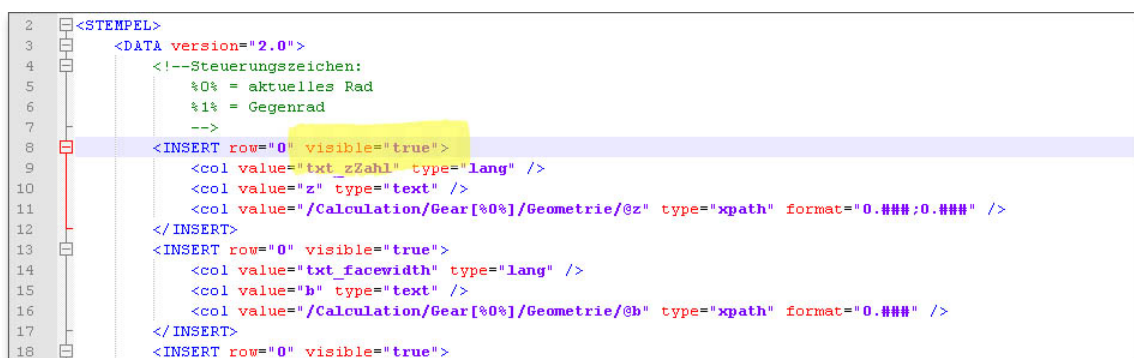 2 <STEMPEL>
3 <DATA version="2.0">
4 <!--Steuerungszeichen:
5 %0% = aktuelles Rad
6 %1% = Gegenrad
7 -->
8 <INSERT row="0" visible="true">
9 <col value="txt_zZahl" type="lang" />
10 <col value="z" type="text" />
11 <col value="/Calculation/Gear[%0%]/Geometrie/@z" type="xpath" format="0.###;0.###" />
12 </INSERT>
13 <INSERT row="0" visible="true">
14 <col value="txt_facewidth" type="lang" />
15 <col value="b" type="text" />
16 <col value="/Calculation/Gear[%0%]/Geometrie/@b" type="xpath" format="0.###" />
17 </INSERT>
18 <INSERT row="0" visible="true">